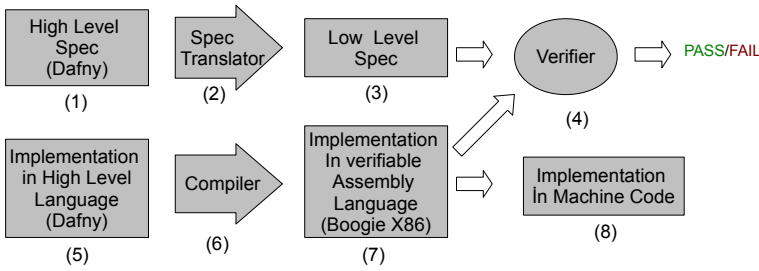 High Level
Spec
(Dafny)
(1)
Spec
Translator
(2)
Low Level
Spec
(3)
Verifier
(4)
PASS/FAIL
Implementation
in High Level
Language
(Dafny)
(5)
Compiler
(6)
Implementation
In verifiable
Assembly
Language
(Boogie X86)
(7)
Implementation
İn Machine Code
(8)